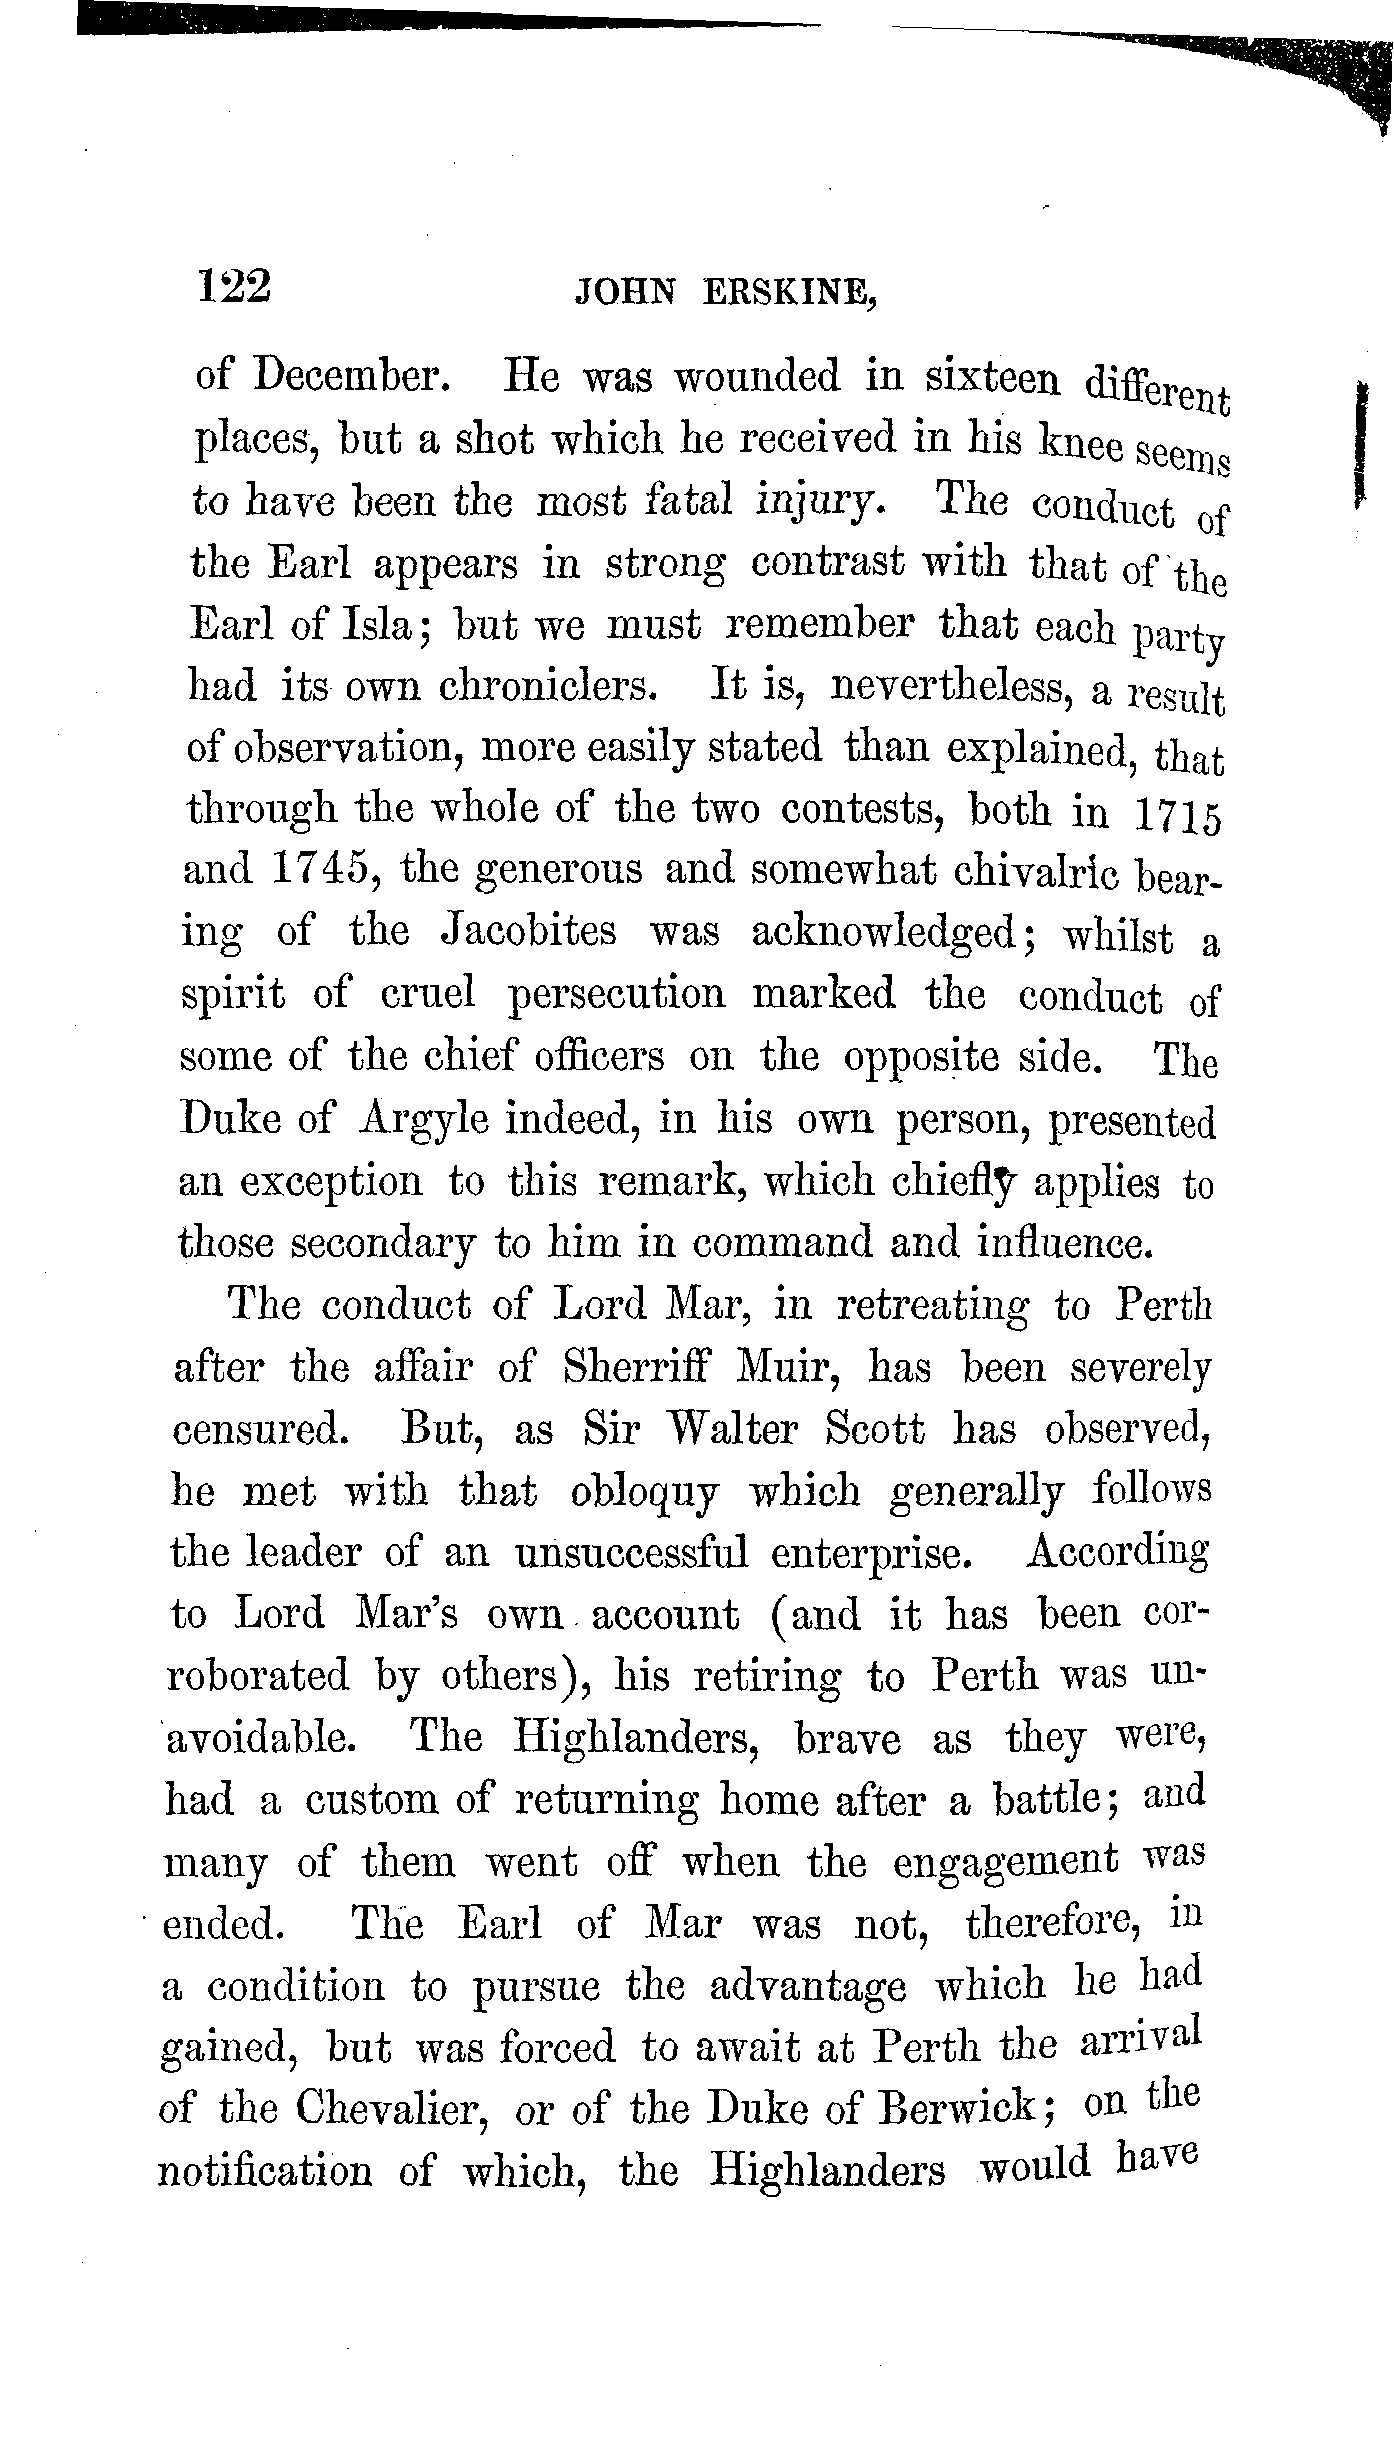 122 JOHN ERSKINE,
of December. He was wounded in sixteen different
places, but a shot which he received in his knee seems
to have been the most fatal injury. The conduct of
the Earl appears in strong contrast with that of the
Earl of Isla; but we must remember that each party
had its own chroniclers. It is, nevertheless, a result
of observation, more easily stated than explained, that
through the whole of the two contests, both in 1715
and 1745, the generous and somewhat chivalric bear-
ing of the Jacobites was acknowledged; whilst a
spirit of cruel persecution marked the conduct of
some of the chief officers on the opposite side. The
Duke of Argyle indeed, in his own person, presented
an exception to this remark, which chiefly applies to
those secondary to him in command and influence.
The conduct of Lord Mar, in retreating to Perth
after the affair of Sherriff Muir, has been severely
censured. But, as Sir Walter Scott has observed,
he met with that obloquy which generally follows
the leader of an unsuccessful enterprise. According
to Lord Mar's own account (and it has been cor-
roborated by others), his retiring to Perth was un-
avoidable. The Highlanders, brave as they were,
had a custom of returning home after a battle; and
many of them went off when the engagement was
ended. The Earl of Mar was not, therefore, in
a condition to pursue the advantage which he had
gained, but was forced to await at Perth the arrival
of the Chevalier, or of the Duke of Berwick; on the
notification of which, the Highlanders would have